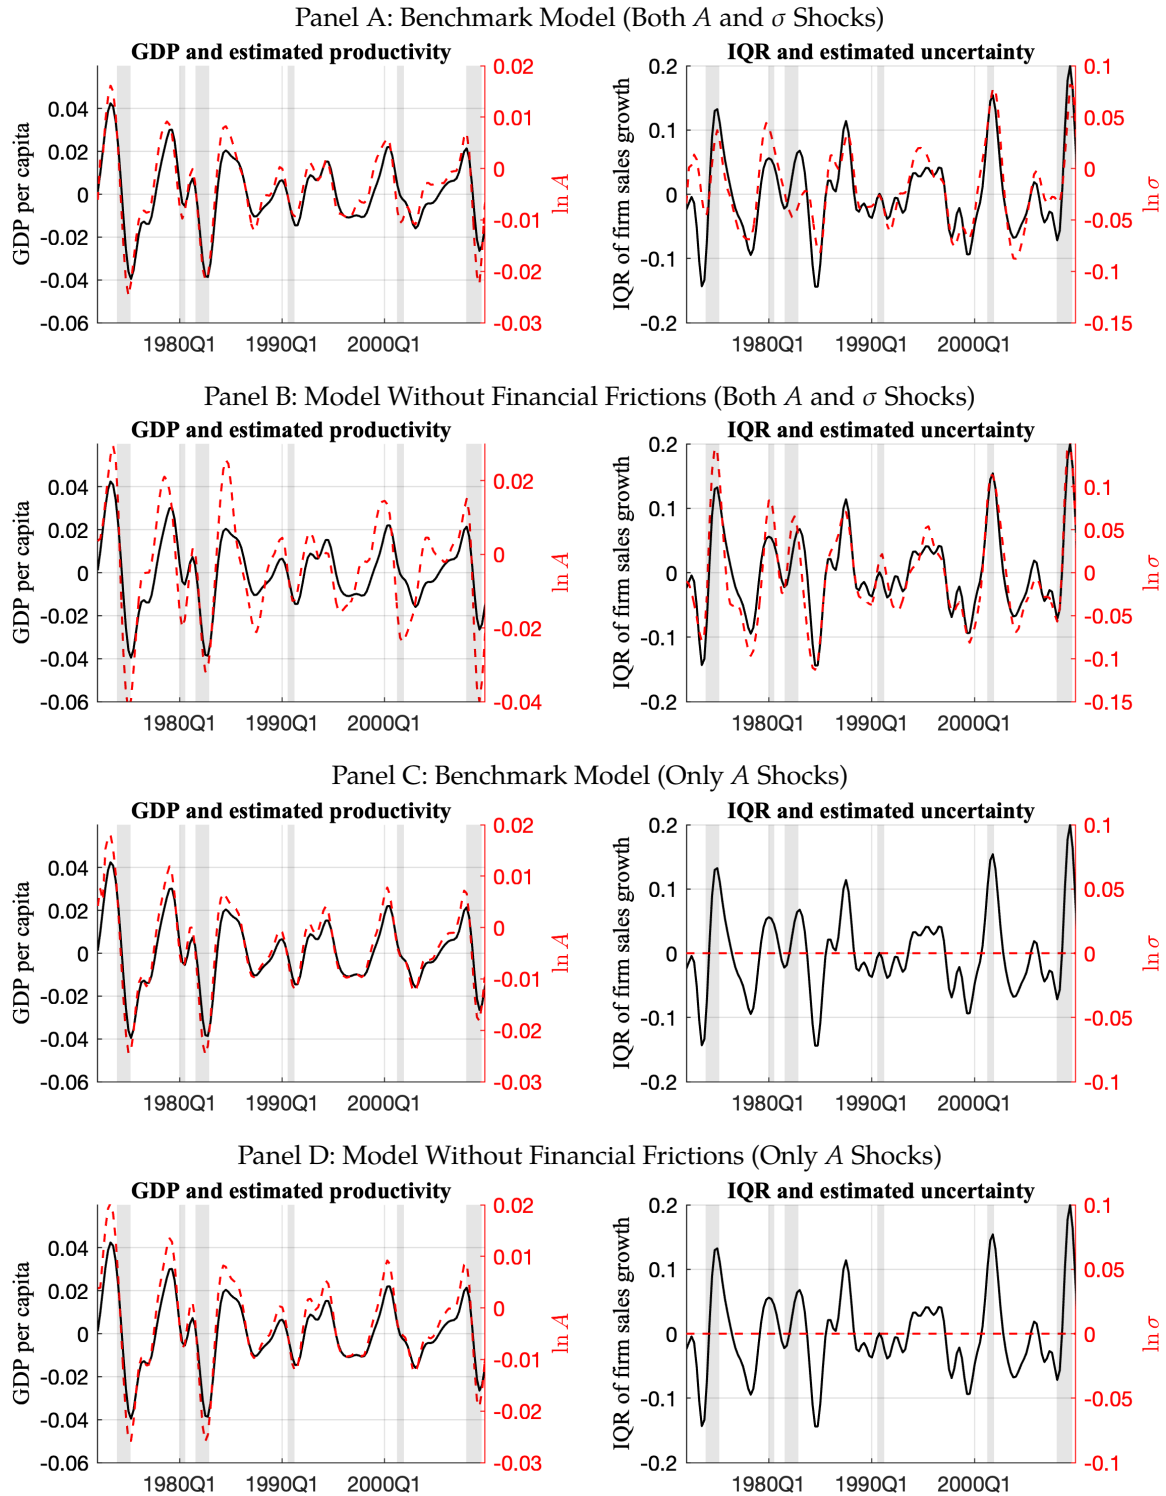 Panel A: Benchmark Model (Both A and σ Shocks)
GDP and estimated productivity
GDP per capita
0.04
0.02
0
-0.02
-0.04
-0.06
0.02
0.01
0
-0.01
-0.02
-0.03
ln A
1980Q1 1990Q1 2000Q1
IQR and estimated uncertainty
IQR of firm sales growth
0.2
0.1
0
-0.1
-0.2
0.1
0.05
0
-0.05
-0.1
-0.15
ln σ
1980Q1 1990Q1 2000Q1
Panel B: Model Without Financial Frictions (Both A and σ Shocks)
GDP and estimated productivity
GDP per capita
0.04
0.02
0
-0.02
-0.04
-0.06
0.02
0
-0.02
-0.04
ln A
1980Q1 1990Q1 2000Q1
IQR and estimated uncertainty
IQR of firm sales growth
0.2
0.1
0
-0.1
-0.2
0.1
0.05
0
-0.05
-0.1
-0.15
ln σ
1980Q1 1990Q1 2000Q1
Panel C: Benchmark Model (Only A Shocks)
GDP and estimated productivity
GDP per capita
0.04
0.02
0
-0.02
-0.04
-0.06
0.02
0.01
0
-0.01
-0.02
-0.03
ln A
1980Q1 1990Q1 2000Q1
IQR and estimated uncertainty
IQR of firm sales growth
0.2
0.1
0
-0.1
-0.2
0.1
0.05
0
-0.05
-0.1
ln σ
1980Q1 1990Q1 2000Q1
Panel D: Model Without Financial Frictions (Only A Shocks)
GDP and estimated productivity
GDP per capita
0.04
0.02
0
-0.02
-0.04
-0.06
0.02
0.01
0
-0.01
-0.02
-0.03
ln A
1980Q1 1990Q1 2000Q1
IQR and estimated uncertainty
IQR of firm sales growth
0.2
0.1
0
-0.1
-0.2
0.1
0.05
0
-0.05
-0.1
ln σ
1980Q1 1990Q1 2000Q1